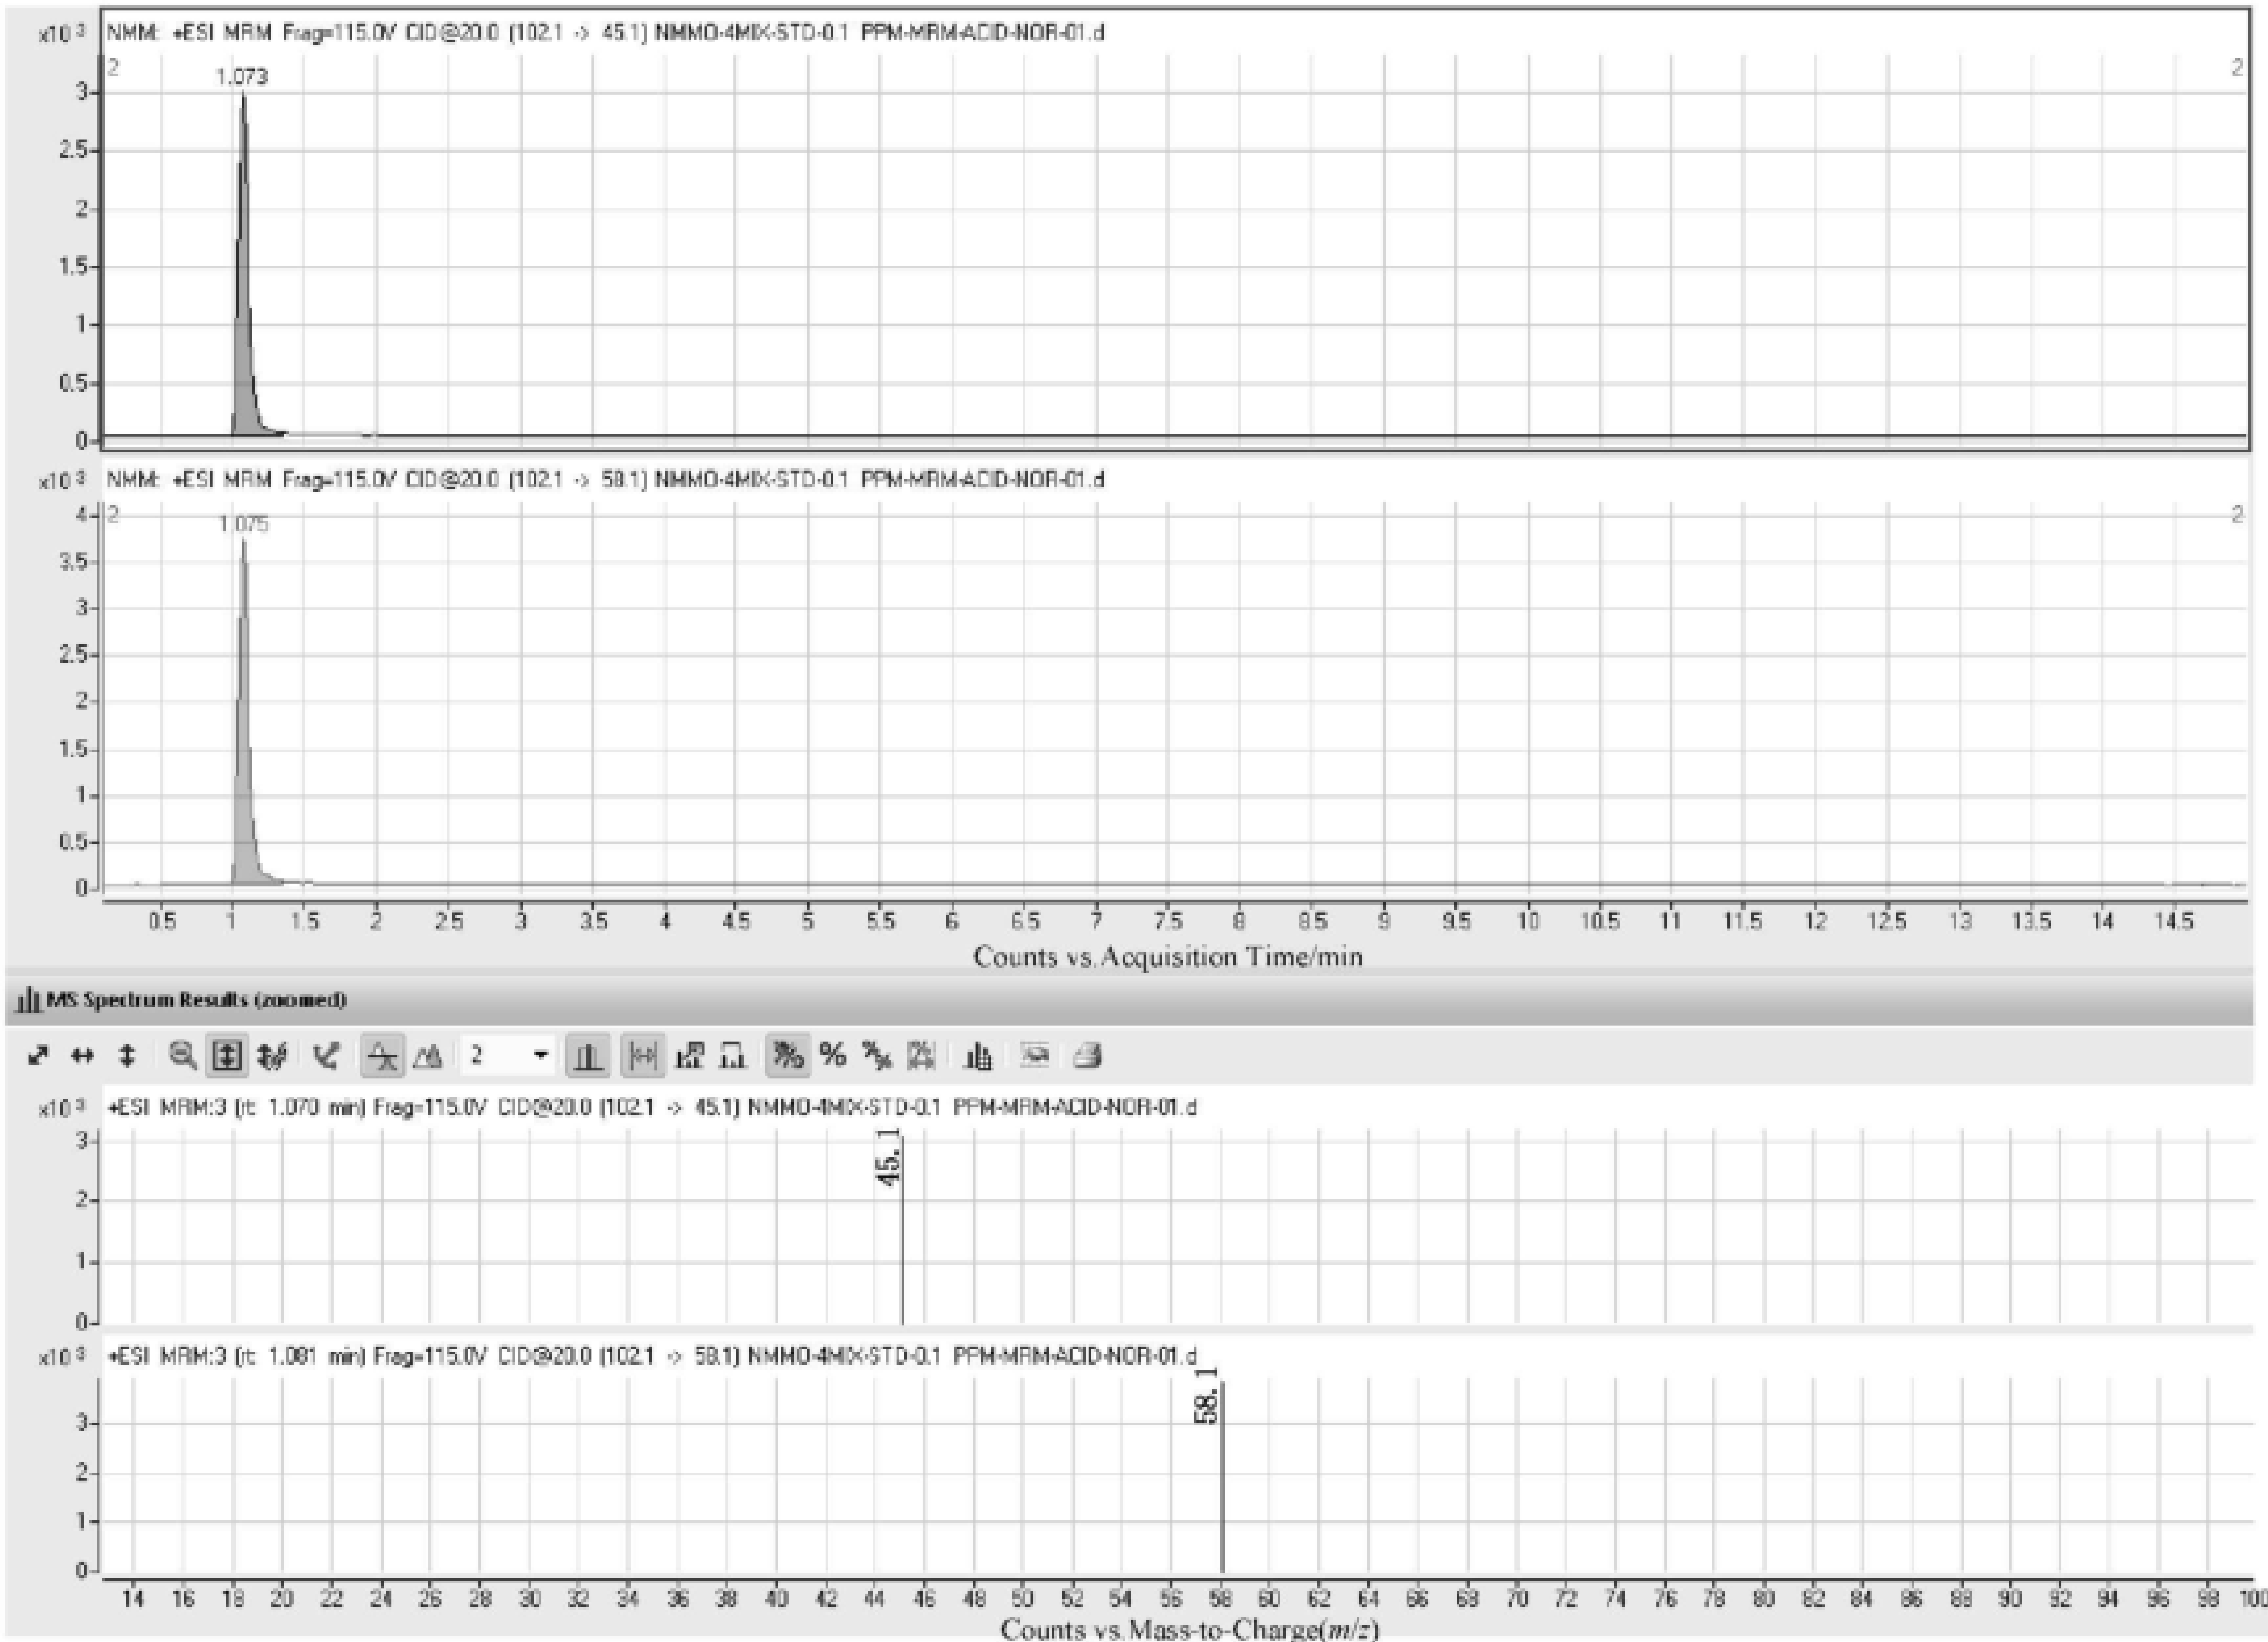 x10 3 NMM: +ESI MRM Frag=115.0V CID@20.0 (102.1 -> 45.1) NMMO-4MIX-STD-0.1 PPM-MRM-ACID-NOR-01.d
2 1.073 2
3
2.5
2
1.5
1
0.5
0
x10 3 NMM: +ESI MRM Frag=115.0V CID@20.0 (102.1 -> 58.1) NMMO-4MIX-STD-0.1 PPM-MRM-ACID-NOR-01.d
4 2 1.075 2
3.5
3
2.5
2
1.5
1
0.5
0
0.5 1 1.5 2 2.5 3 3.5 4 4.5 5 5.5 6 6.5 7 7.5 8 8.5 9 9.5 10 10.5 11 11.5 12 12.5 13 13.5 14 14.5
Counts vs.Acquisition Time/min
MS Spectrum Results (zoomed)
2 % %
x10 3 +ESI MRM:3 (rt: 1.070 min) Frag=115.0V CID@20.0 (102.1 -> 45.1) NMMO-4MIX-STD-0.1 PPM-MRM-ACID-NOR-01.d
3 45.1
2
1
0
x10 3 +ESI MRM:3 (rt: 1.081 min) Frag=115.0V CID@20.0 (102.1 -> 58.1) NMMO-4MIX-STD-0.1 PPM-MRM-ACID-NOR-01.d
58.1
3
2
1
0
14 16 18 20 22 24 26 28 30 32 34 36 38 40 42 44 46 48 50 52 54 56 58 60 62 64 66 68 70 72 74 76 78 80 82 84 86 88 90 92 94 96 98 100
Counts vs.Mass-to-Charge(m/z)